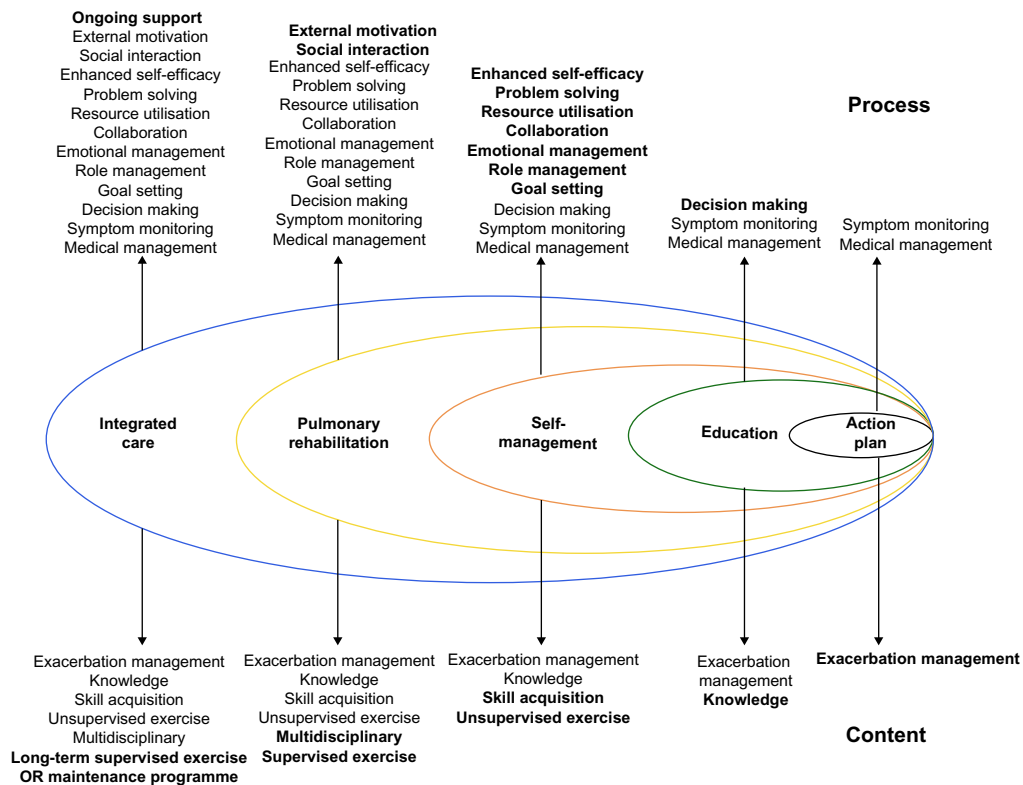 Ongoing support
External motivation
Social interaction
Enhanced self-efficacy
Problem solving
Resource utilisation
Collaboration
Emotional management
Role management
Goal setting
Decision making
Symptom monitoring
Medical management
External motivation
Social interaction
Enhanced self-efficacy
Problem solving
Resource utilisation
Collaboration
Emotional management
Role management
Goal setting
Decision making
Symptom monitoring
Medical management
Enhanced self-efficacy
Problem solving
Resource utilisation
Collaboration
Emotional management
Role management
Goal setting
Decision making
Symptom monitoring
Medical management
Process
Decision making
Symptom monitoring
Medical management
Symptom monitoring
Medical management
Integrated
care
Pulmonary
rehabilitation
Self-
management
Education
Action
plan
Exacerbation management
Knowledge
Skill acquisition
Unsupervised exercise
Multidisciplinary
Long-term supervised exercise
OR maintenance programme
Exacerbation management
Knowledge
Skill acquisition
Unsupervised exercise
Multidisciplinary
Supervised exercise
Exacerbation management
Knowledge
Skill acquisition
Unsupervised exercise
Exacerbation
management
Knowledge
Exacerbation management
Content